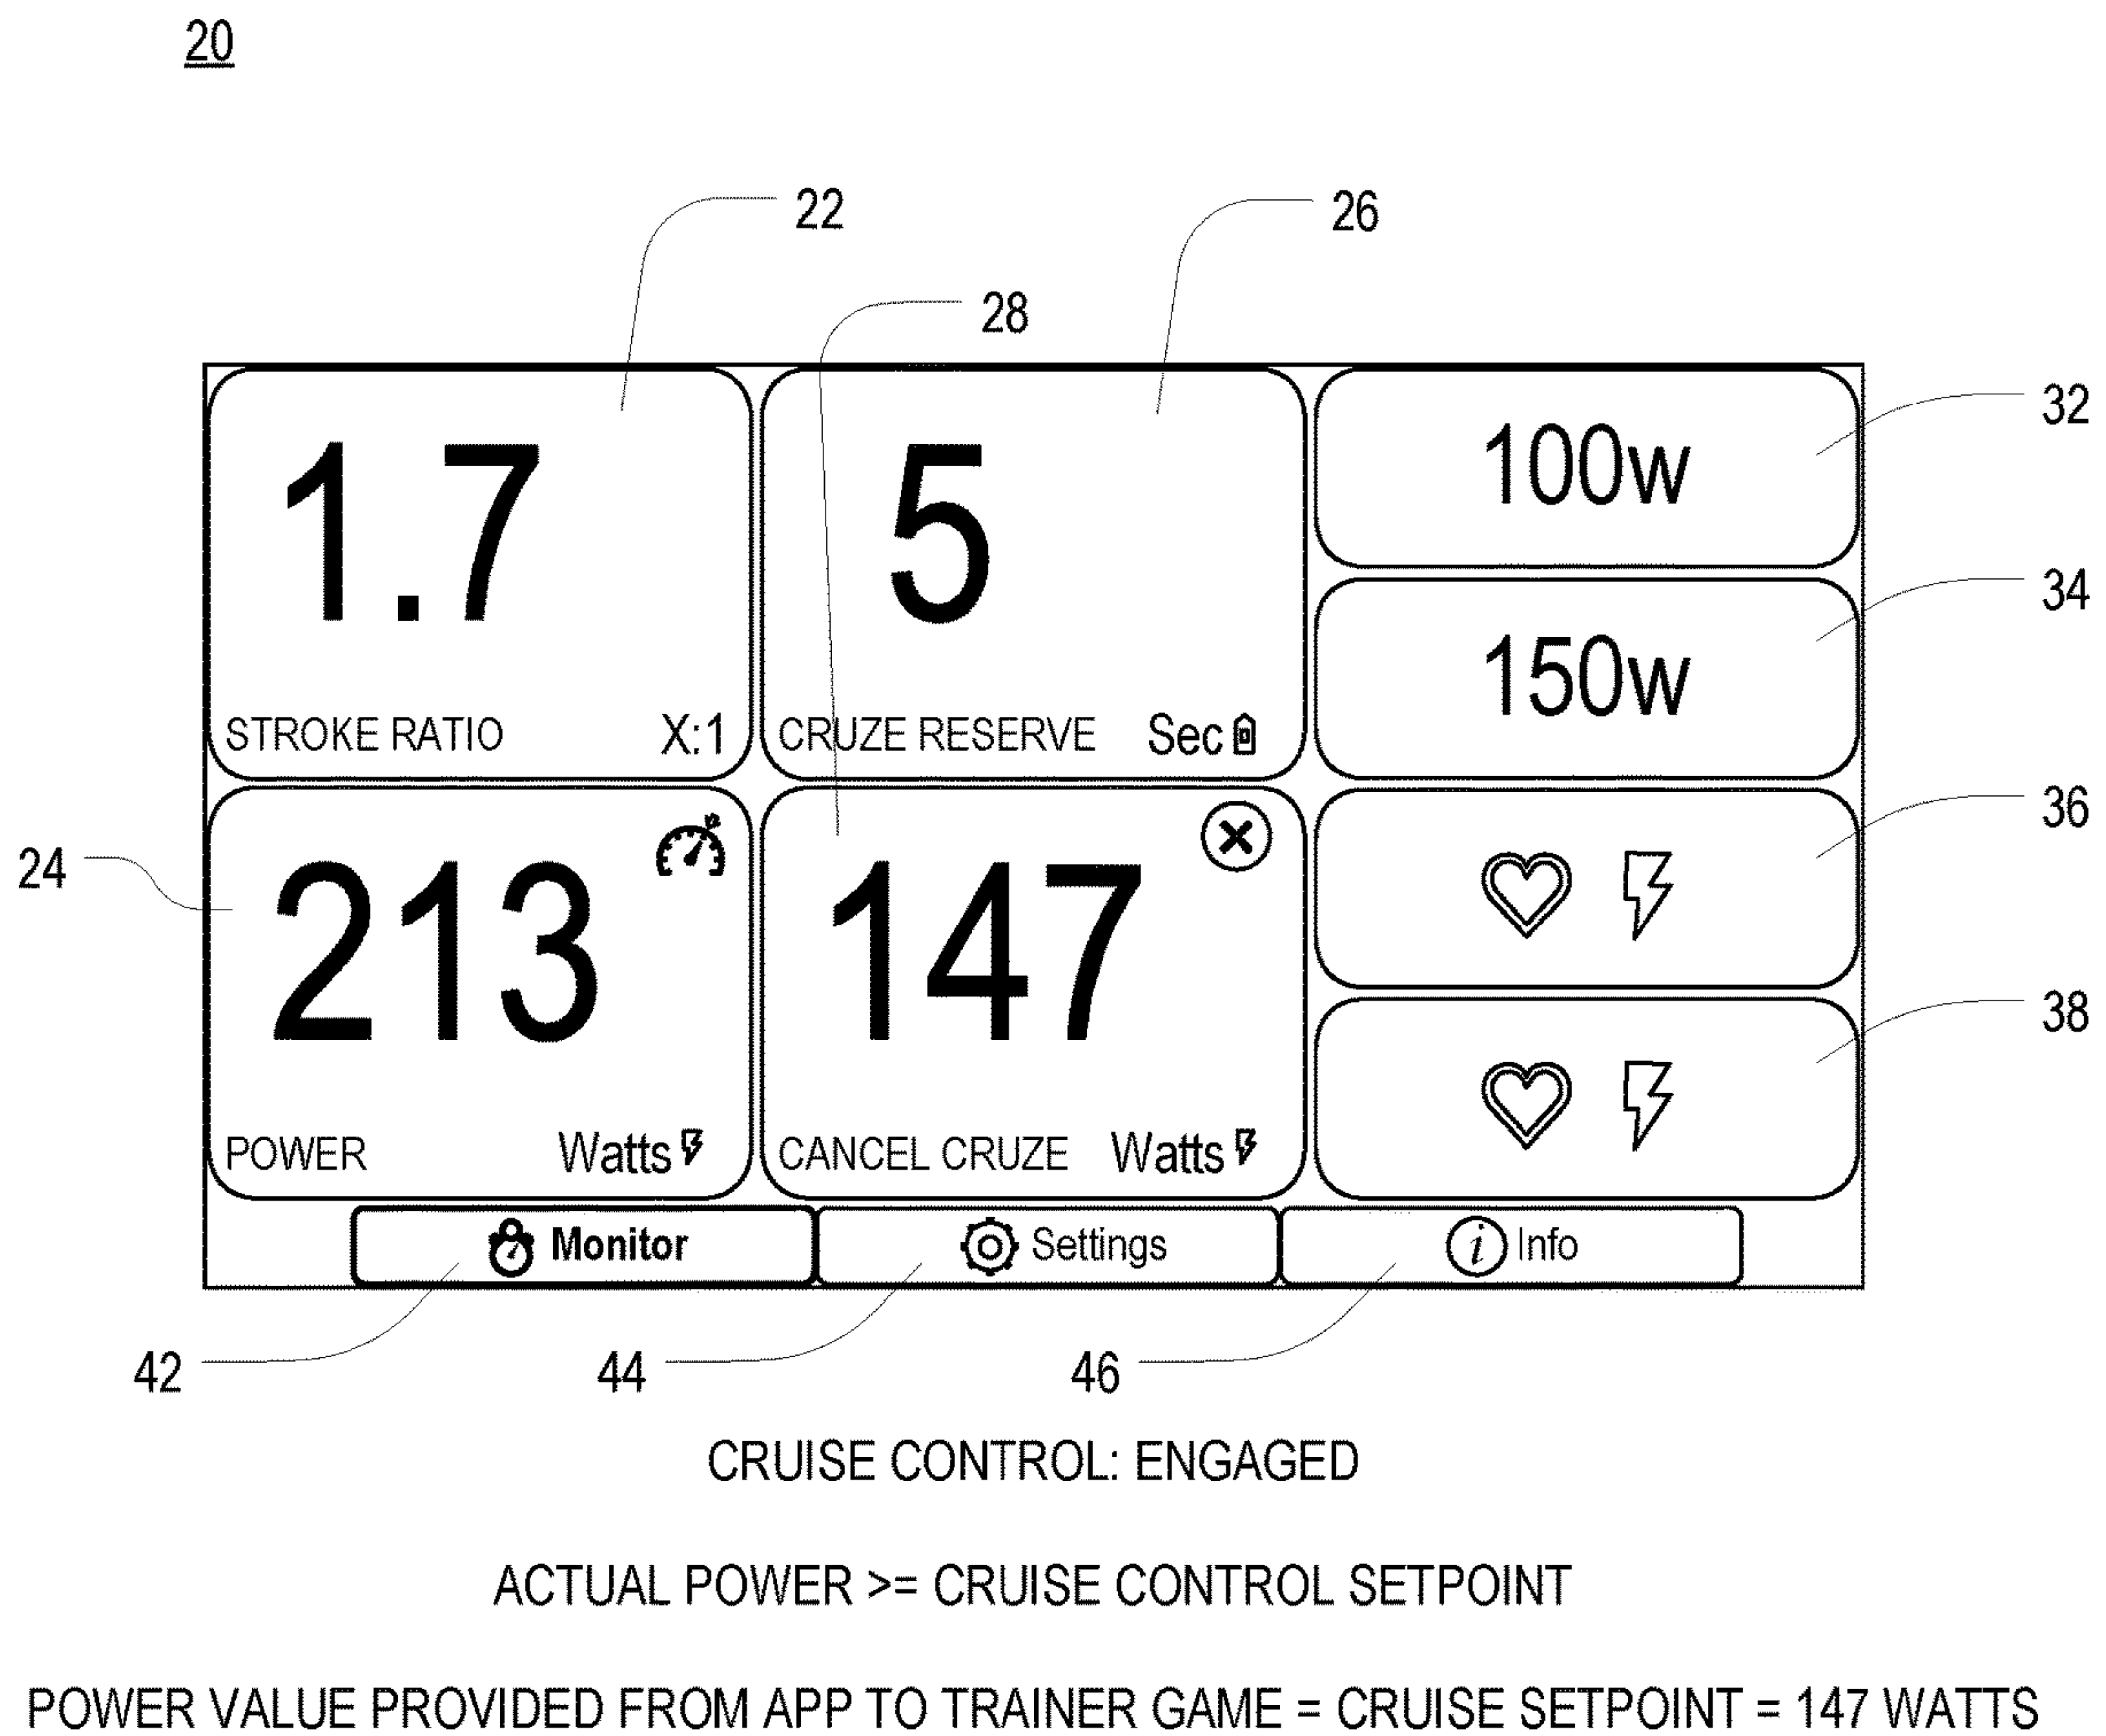 20
22
26
28
1.7
STROKE RATIO X:1
5
CRUZE RESERVE Sec
100w
32
150w
34
24
213
POWER Watts
147
CANCEL CRUZE Watts
36
38
Monitor
Settings
i Info
42
44
46
CRUISE CONTROL: ENGAGED
ACTUAL POWER >= CRUISE CONTROL SETPOINT
POWER VALUE PROVIDED FROM APP TO TRAINER GAME = CRUISE SETPOINT = 147 WATTS